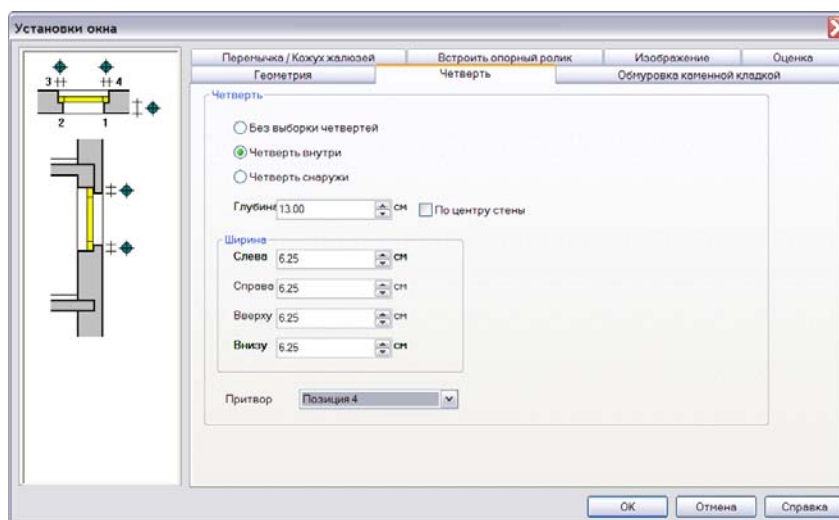 Установки окна
Перемычка / Кожух жалюзей Встроить опорный ролик Изображение Оценка
Геометрия Четверть Обмуровка каменной кладкой
3 4
2 1
Четверть
Без выборки четвертей
Четверть внутри
Четверть снаружи
Глубина 13.00 см По центру стены
Ширина
Слева 6.25 см
Справа 6.25 см
Вверху 6.25 см
Внизу 6.25 см
Притвор Позиция 4
OK Отмена Справка